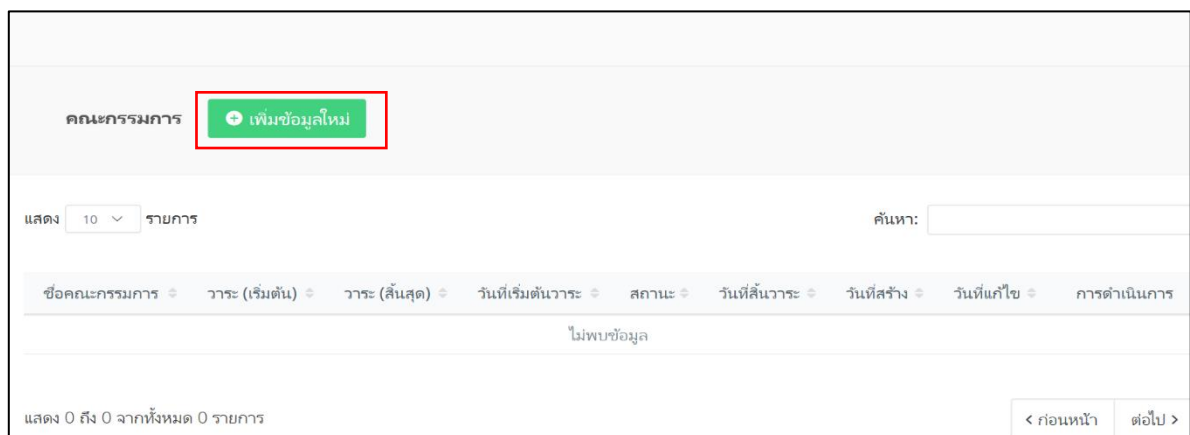 คณะกรรมการ เพิ่มข้อมูลใหม่
แสดง 10 รายการ ค้นหา:
ชื่อคณะกรรมการ วาระ (เริ่มต้น) วาระ (สิ้นสุด) วันที่เริ่มต้นวาระ สถานะ วันที่สิ้นวาระ วันที่สร้าง วันที่แก้ไข การดำเนินการ
ไม่พบข้อมูล
แสดง 0 ถึง 0 จากทั้งหมด 0 รายการ < ก่อนหน้า ต่อไป >